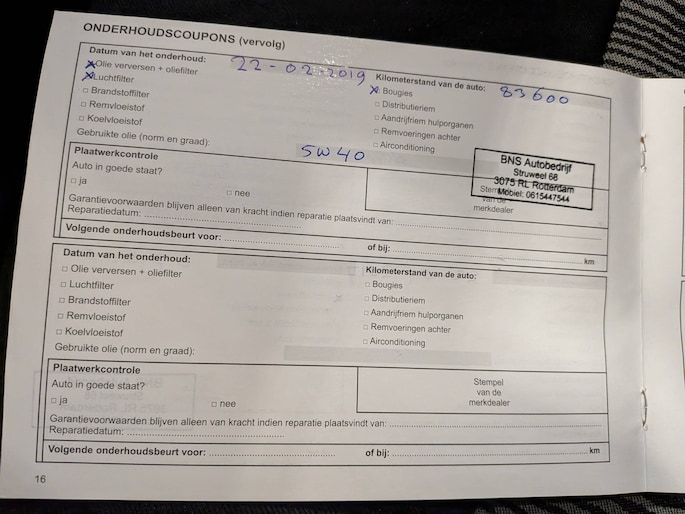 ONDERHOUDSCOUPONS (vervolg)
Datum van het onderhoud: 22-02-2019 Kilometerstand van de auto: 83600
Olie verversen + oliefilter
Luchtfilter
Brandstoffilter
Remvloeistof
Koelvloeistof
Bougies
Distributieriem
Aandrijfriem hulporganen
Remvoeringen achter
Airconditioning
Gebruikte olie (norm en graad): 5W40
Plaatwerkcontrole
Auto in goede staat?
ja nee
Stempel
van de
merkdealer
BNS Autobedrijf
Struweel 68
3075 RL Rotterdam
Mobiel: 0615447544
Garantievoorwaarden blijven alleen van kracht indien reparatie plaatsvindt van:
Reparatiedatum:
Volgende onderhoudsbeurt voor: of bij: km
Datum van het onderhoud: Kilometerstand van de auto:
Olie verversen + oliefilter
Luchtfilter
Brandstoffilter
Remvloeistof
Koelvloeistof
Bougies
Distributieriem
Aandrijfriem hulporganen
Remvoeringen achter
Airconditioning
Gebruikte olie (norm en graad):
Plaatwerkcontrole
Auto in goede staat?
ja nee
Stempel
van de
merkdealer
Garantievoorwaarden blijven alleen van kracht indien reparatie plaatsvindt van:
Reparatiedatum:
Volgende onderhoudsbeurt voor: of bij: km
16